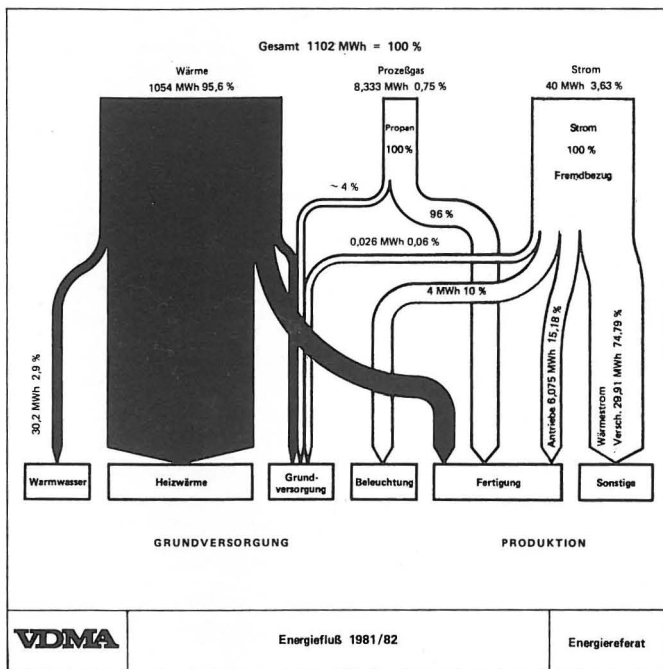 Gesamt 1102 MWh = 100 %
Wärme
1054 MWh 95,6 %
Prozeßgas
8,333 MWh 0,75 %
Strom
40 MWh 3,63 %
Propan
100 %
Strom
100 %
Fremdbezug
~ 4 %
96 %
0,026 MWh 0,06 %
4 MWh 10 %
30,2 MWh 2,9 %
Antriebe 6,075 MWh 15,18 %
Wärmestrom
Versch. 29,91 MWh 74,79 %
Warmwasser
Heizwärme
Grund-
versorgung
Beleuchtung
Fertigung
Sonstige
GRUNDVERSORGUNG
PRODUKTION
VDMA
Energiefluß 1981/82
Energiereferat